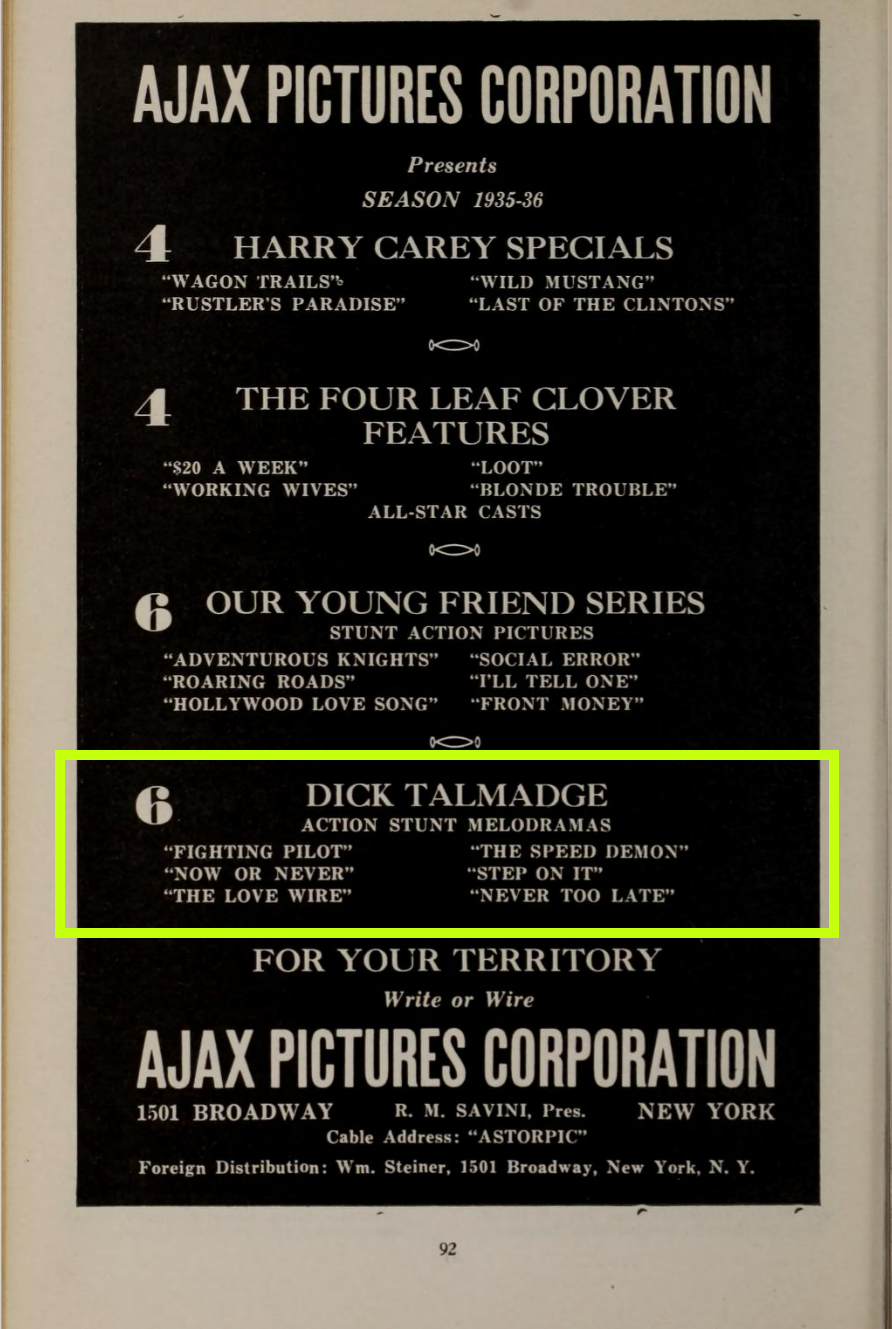 AJAX PICTURES CORPORATION
Presents
SEASON 1935-36
4 HARRY CAREY SPECIALS
"WAGON TRAILS" "WILD MUSTANG"
"RUSTLER'S PARADISE" "LAST OF THE CLINTONS"
4 THE FOUR LEAF CLOVER
FEATURES
"$20 A WEEK" "LOOT"
"WORKING WIVES" "BLONDE TROUBLE"
ALL-STAR CASTS
6 OUR YOUNG FRIEND SERIES
STUNT ACTION PICTURES
"ADVENTUROUS KNIGHTS" "SOCIAL ERROR"
"ROARING ROADS" "I'LL TELL ONE"
"HOLLYWOOD LOVE SONG" "FRONT MONEY"
6 DICK TALMADGE
ACTION STUNT MELODRAMAS
"FIGHTING PILOT" "THE SPEED DEMON"
"NOW OR NEVER" "STEP ON IT"
"THE LOVE WIRE" "NEVER TOO LATE"
FOR YOUR TERRITORY
Write or Wire
AJAX PICTURES CORPORATION
1501 BROADWAY R. M. SAVINI, Pres. NEW YORK
Cable Address: "ASTORPIC"
Foreign Distribution: Wm. Steiner, 1501 Broadway, New York, N. Y.
92